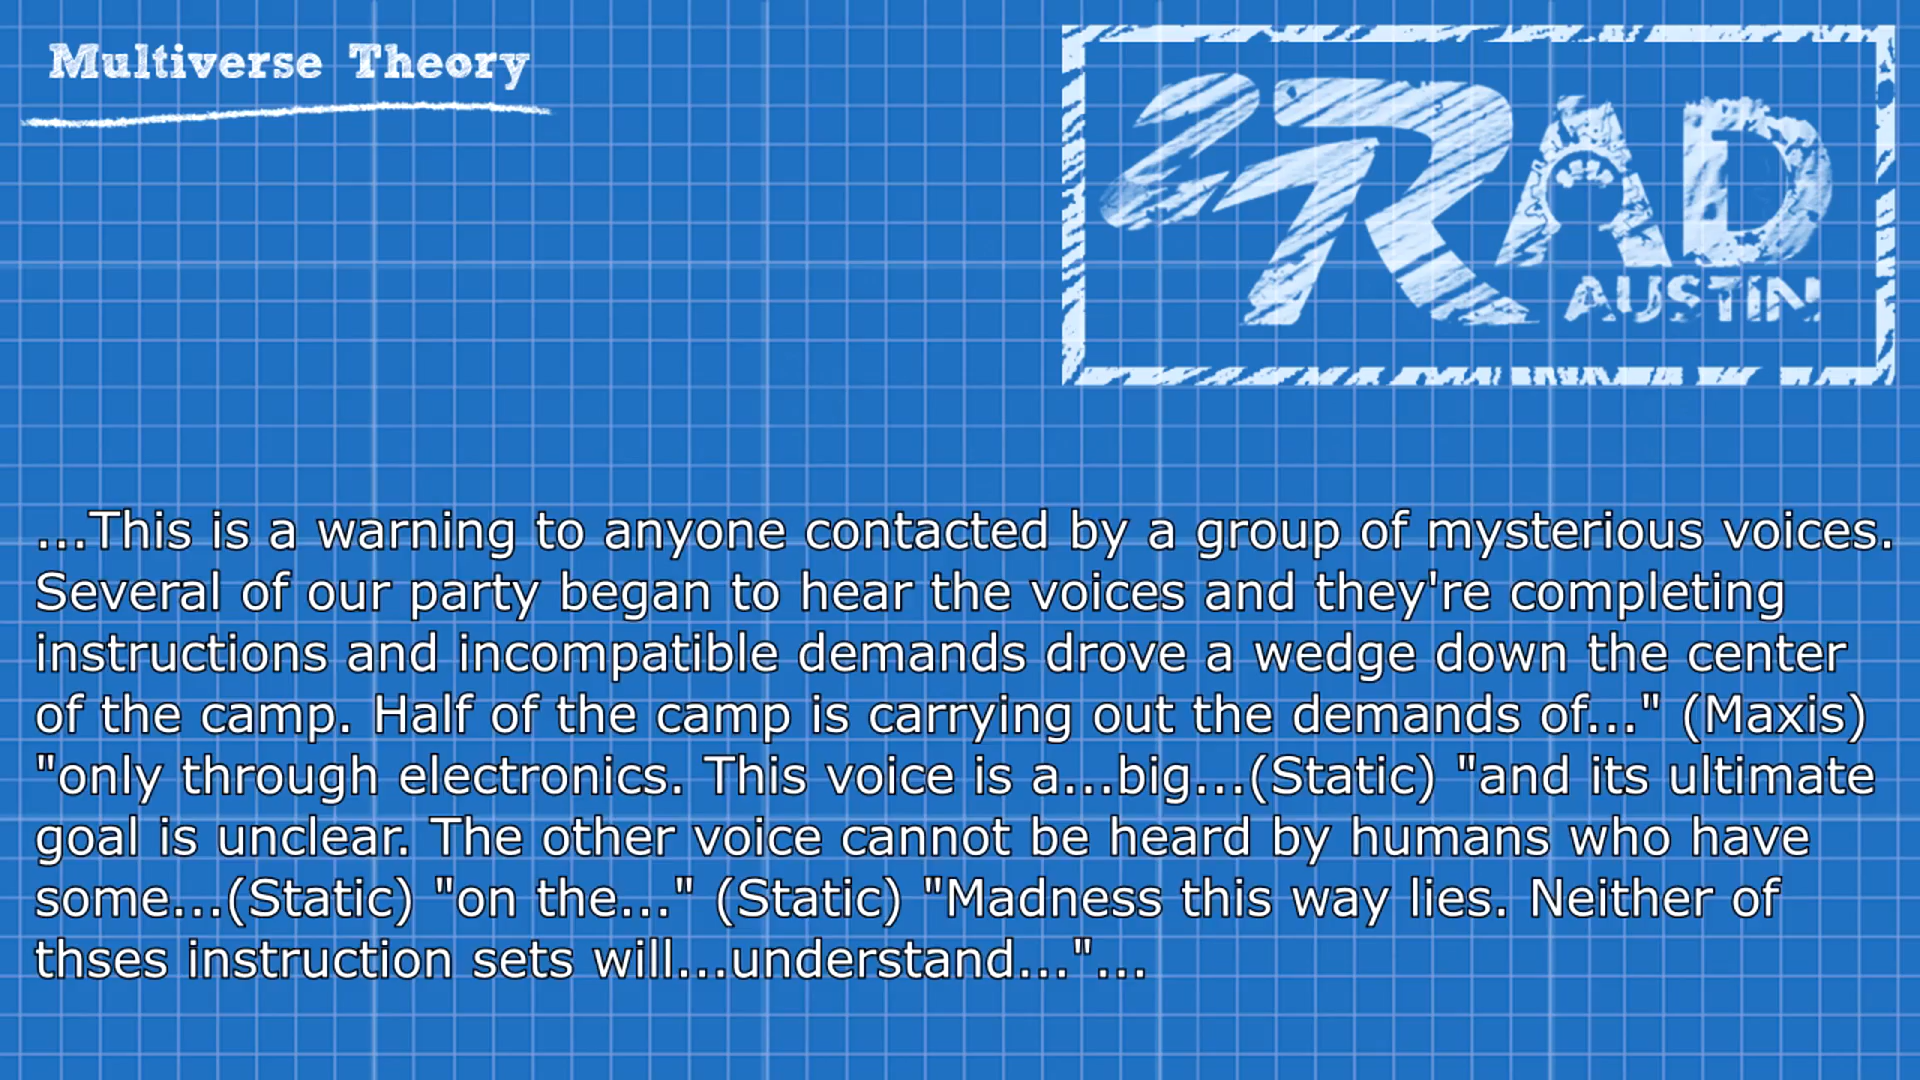 Multiverse Theory
2RAD
AUSTIN
...This is a warning to anyone contacted by a group of mysterious voices.
Several of our party began to hear the voices and they're completing
instructions and incompatible demands drove a wedge down the center
of the camp. Half of the camp is carrying out the demands of..." (Maxis)
"only through electronics. This voice is a...big...(Static) "and its ultimate
goal is unclear. The other voice cannot be heard by humans who have
some...(Static) "on the..." (Static) "Madness this way lies. Neither of
thses instruction sets will...understand..."...